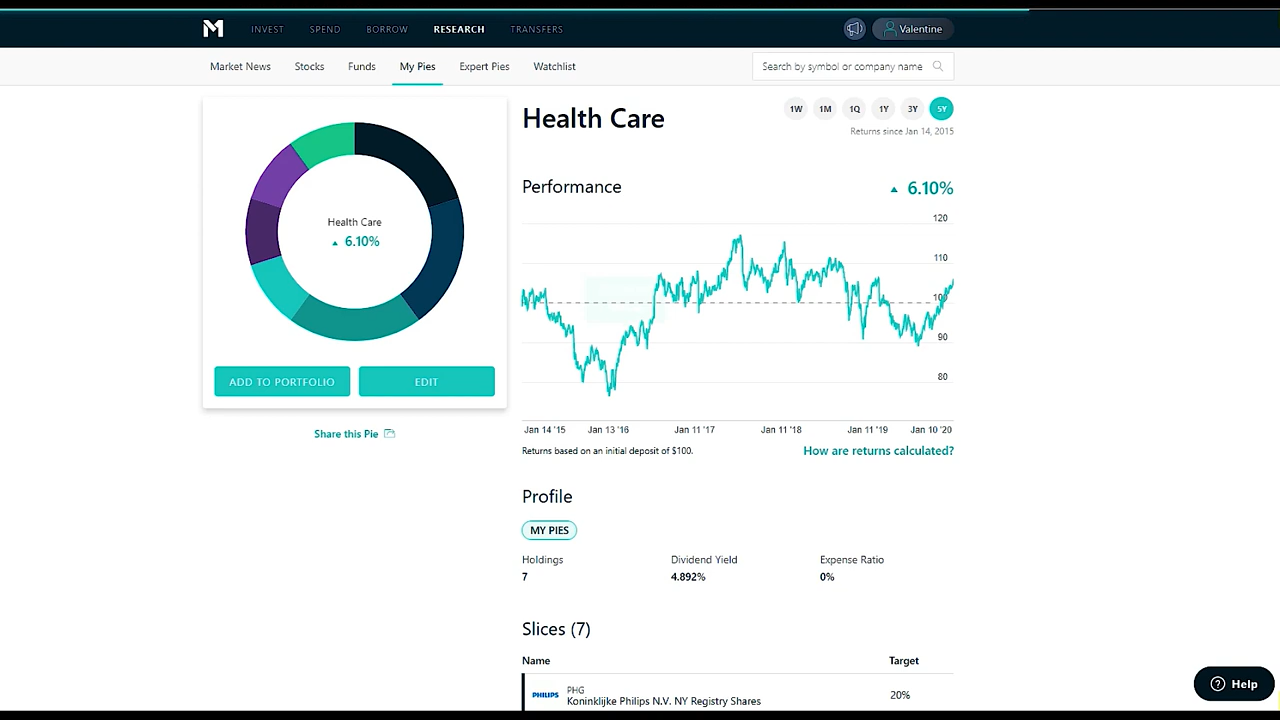 INVEST SPEND BORROW RESEARCH TRANSFERS Valentine
Market News Stocks Funds My Pies Expert Pies Watchlist Search by symbol or company name
Health Care
▲ 6.10%
ADD TO PORTFOLIO EDIT
Share this Pie
Health Care
1W 1M 1Q 1Y 3Y 5Y
Returns since Jan 14, 2015
Performance ▲ 6.10%
120
110
100
90
80
Jan 14 '15 Jan 13 '16 Jan 11 '17 Jan 11 '18 Jan 11 '19 Jan 10 '20
Returns based on an initial deposit of $100. How are returns calculated?
Profile
MY PIES
Holdings Dividend Yield Expense Ratio
7 4.892% 0%
Slices (7)
Name Target
PHILIPS PHG 20%
Koninklijke Philips N.V. NY Registry Shares
Help